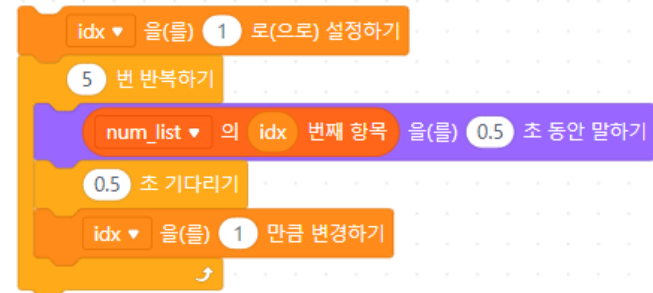 idx 을(를) 1 로(으로) 설정하기
5 번 반복하기
num_list 의 idx 번째 항목 을(를) 0.5 초 동안 말하기
0.5 초 기다리기
idx 을(를) 1 만큼 변경하기